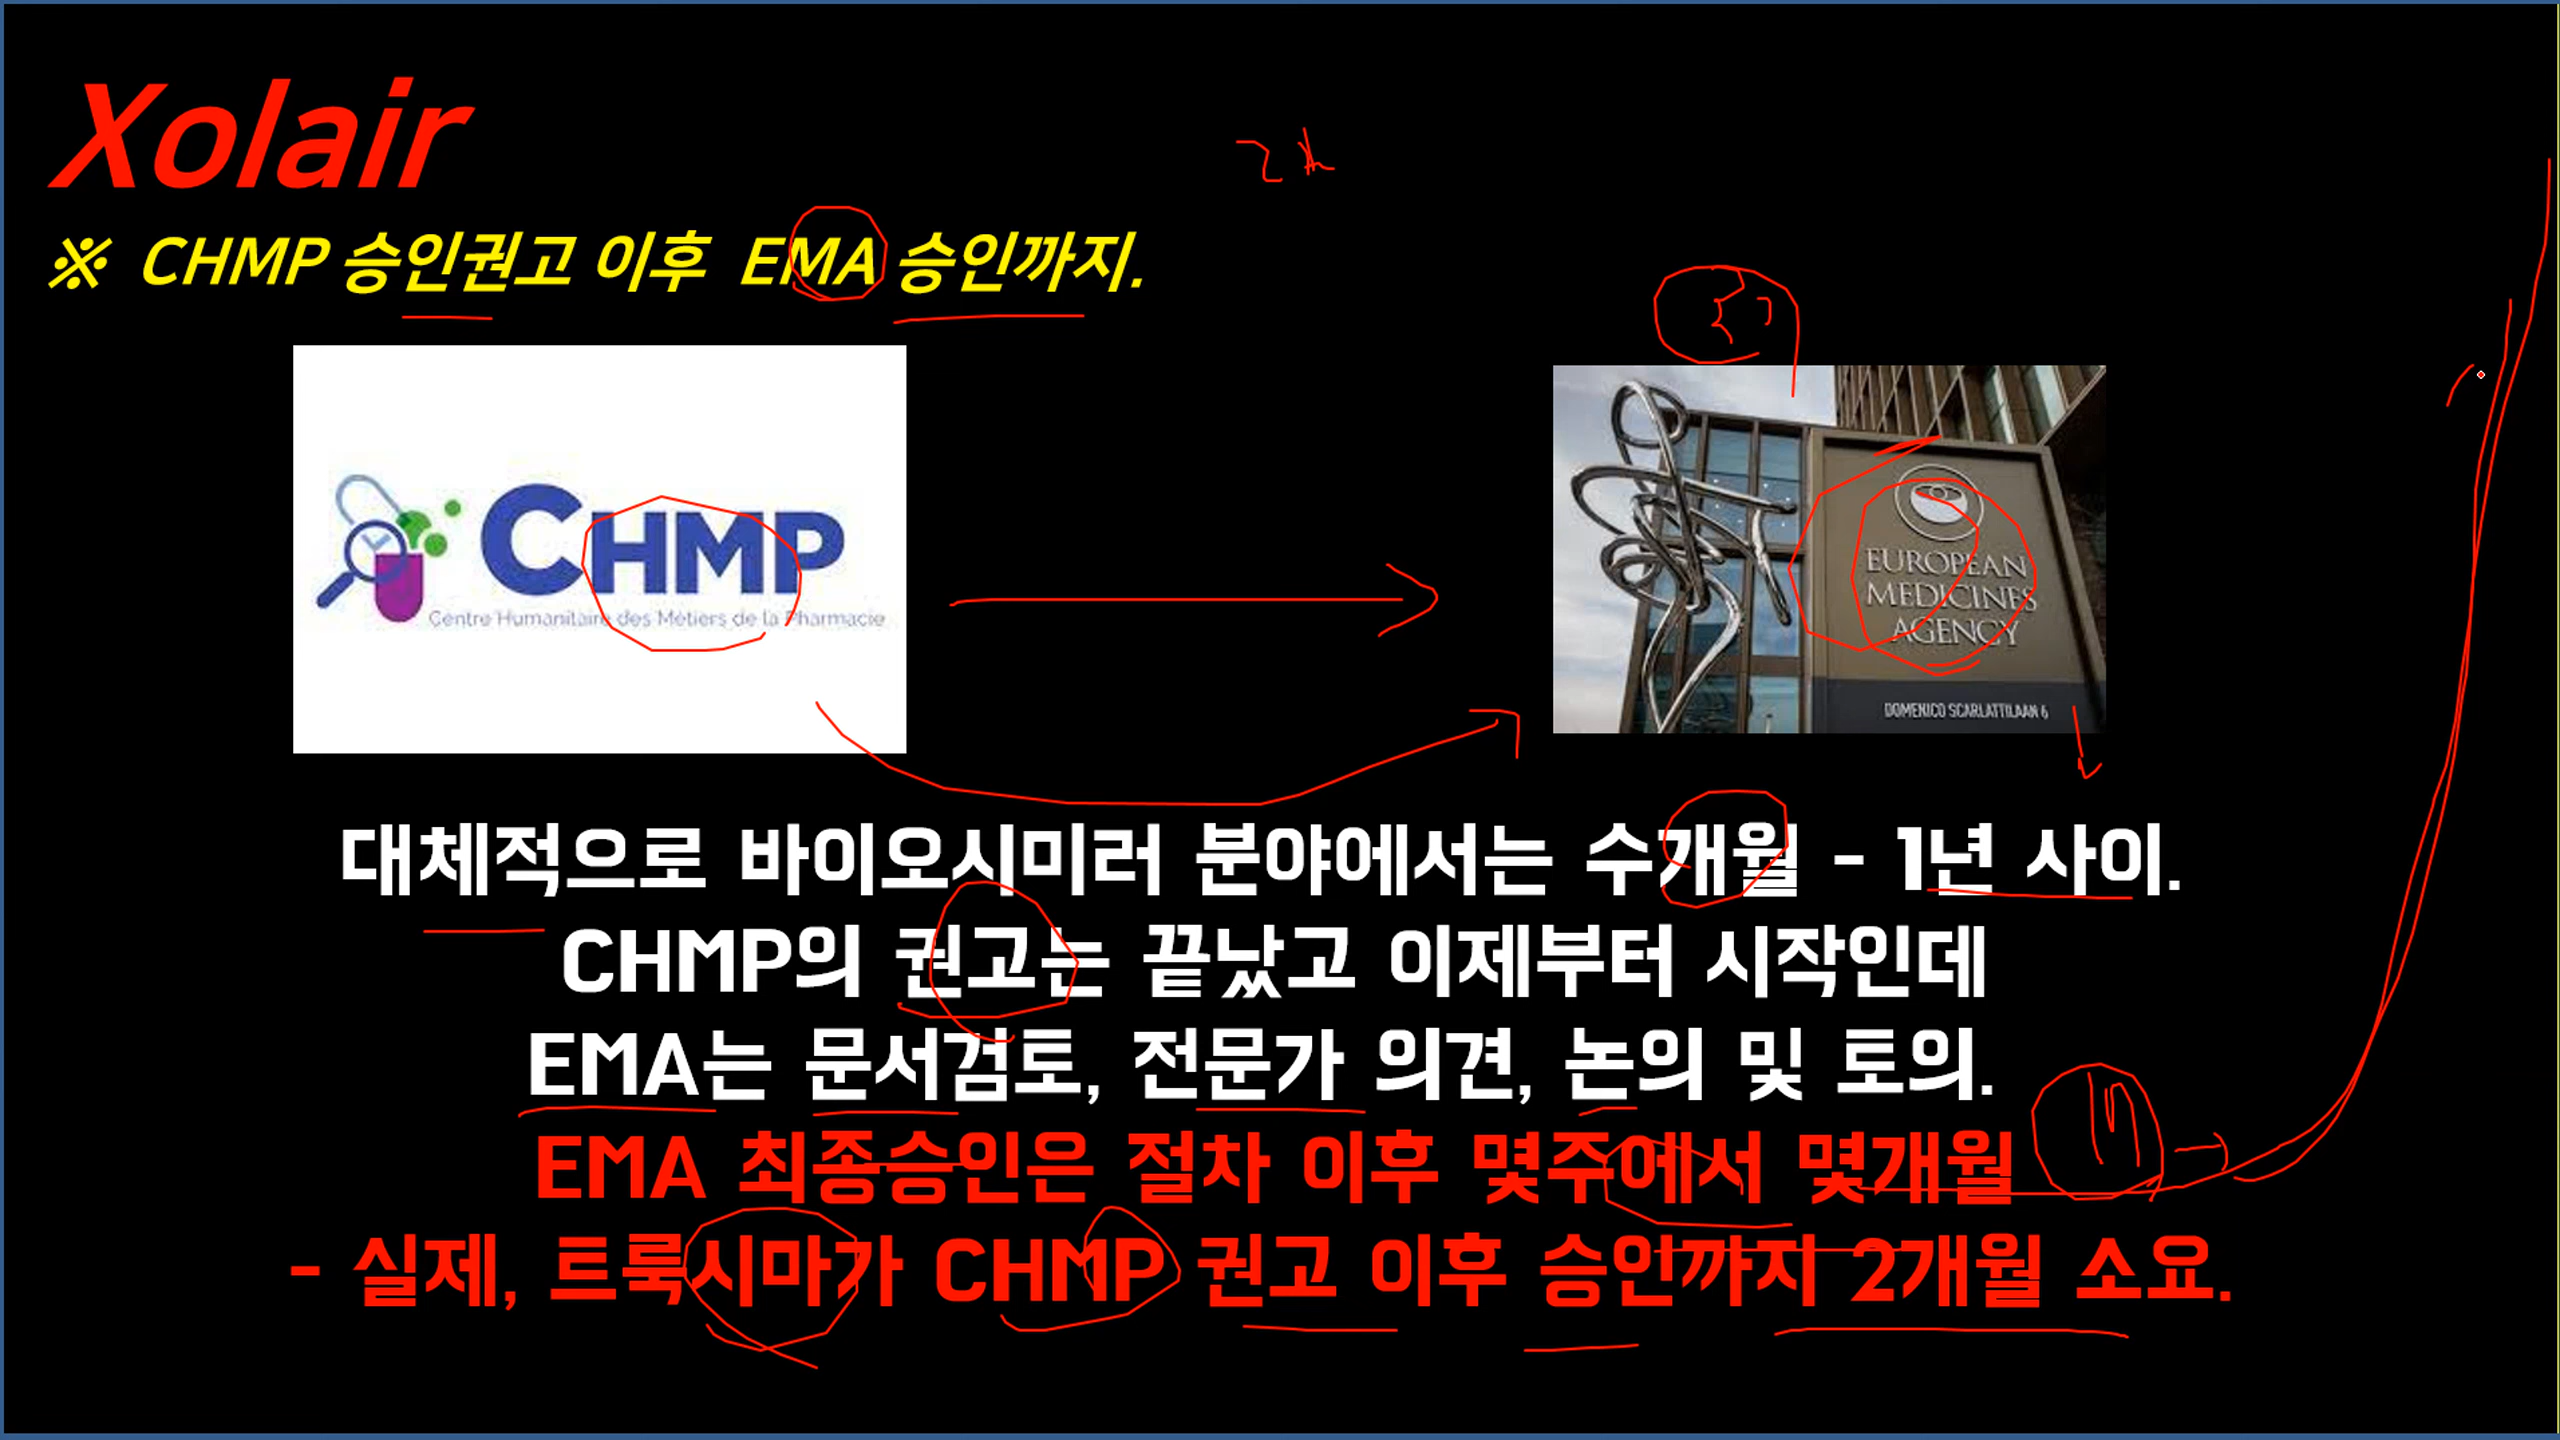 Xolair
※ CHMP 승인권고 이후 EMA 승인까지.
CHMP
Centre Humanitaire des Métiers de la Pharmacie
EUROPEAN
MEDICINES
AGENCY
DOMENICO SCARLATTILAAN 6
대체적으로 바이오시미러 분야에서는 수개월 - 1년 사이.
CHMP의 권고는 끝났고 이제부터 시작인데
EMA는 문서검토, 전문가 의견, 논의 및 토의.
EMA 최종승인은 절차 이후 몇주에서 몇개월
- 실제, 트룩시마가 CHMP 권고 이후 승인까지 2개월 소요.